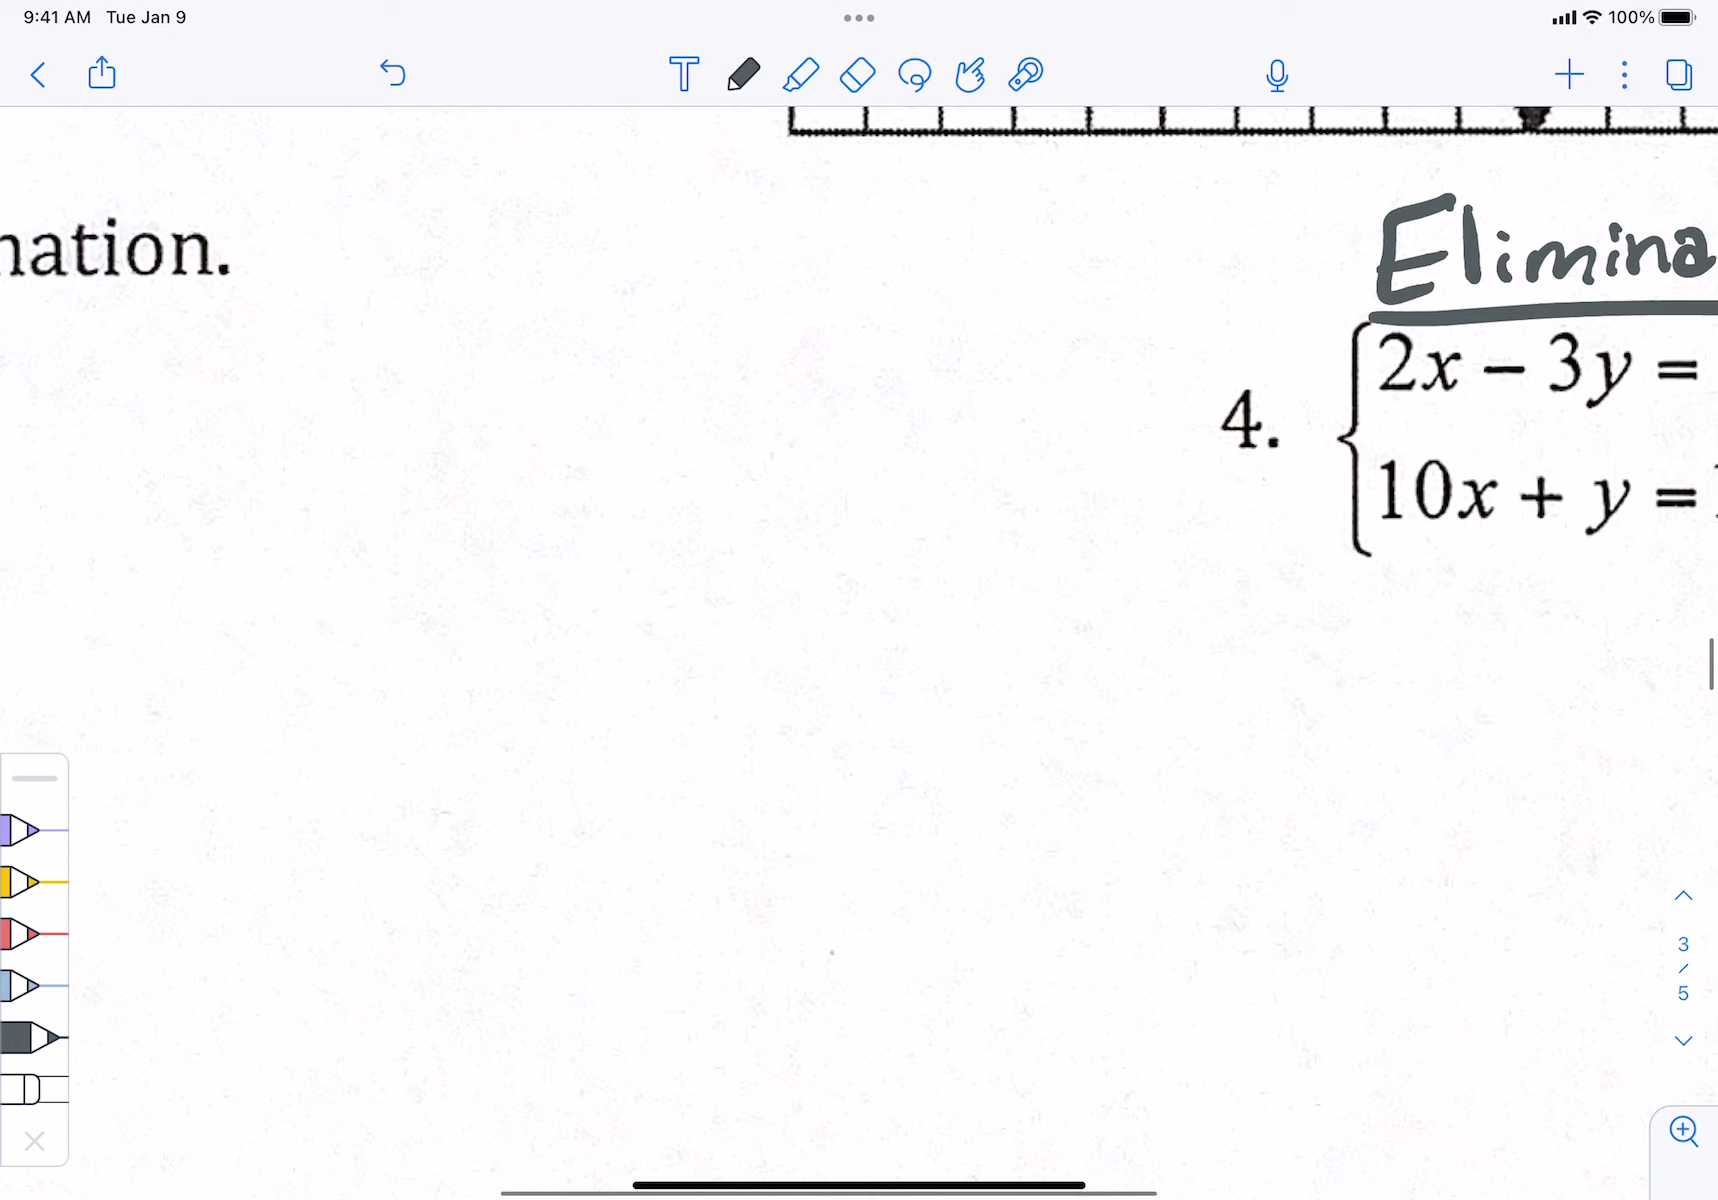 9:41 AM Tue Jan 9
100%
nation.
Elimina
4.
2x − 3y =
10x + y =
3
/
5